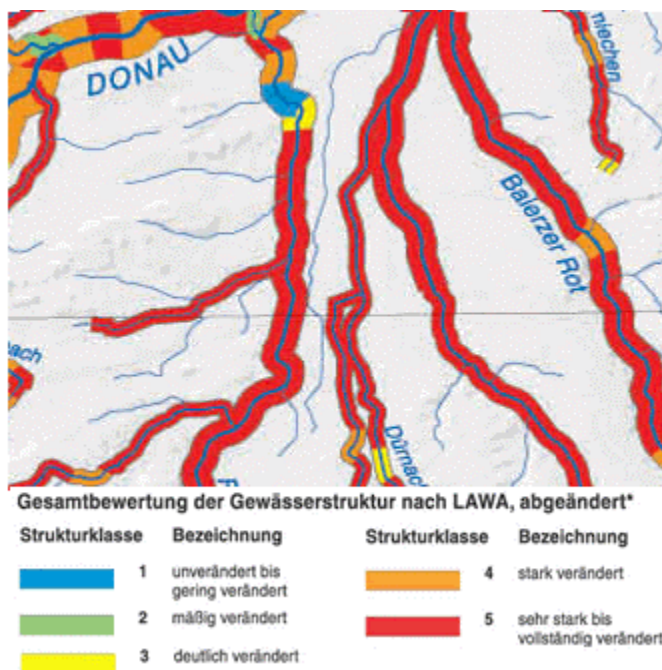 DONAU
Baierzer Rot
Dürnach
Gesamtbewertung der Gewässerstruktur nach LAWA, abgeändert*
Strukturklasse Bezeichnung Strukturklasse Bezeichnung
1 unverändert bis
gering verändert
4 stark verändert
2 mäßig verändert
5 sehr stark bis
vollständig verändert
3 deutlich verändert